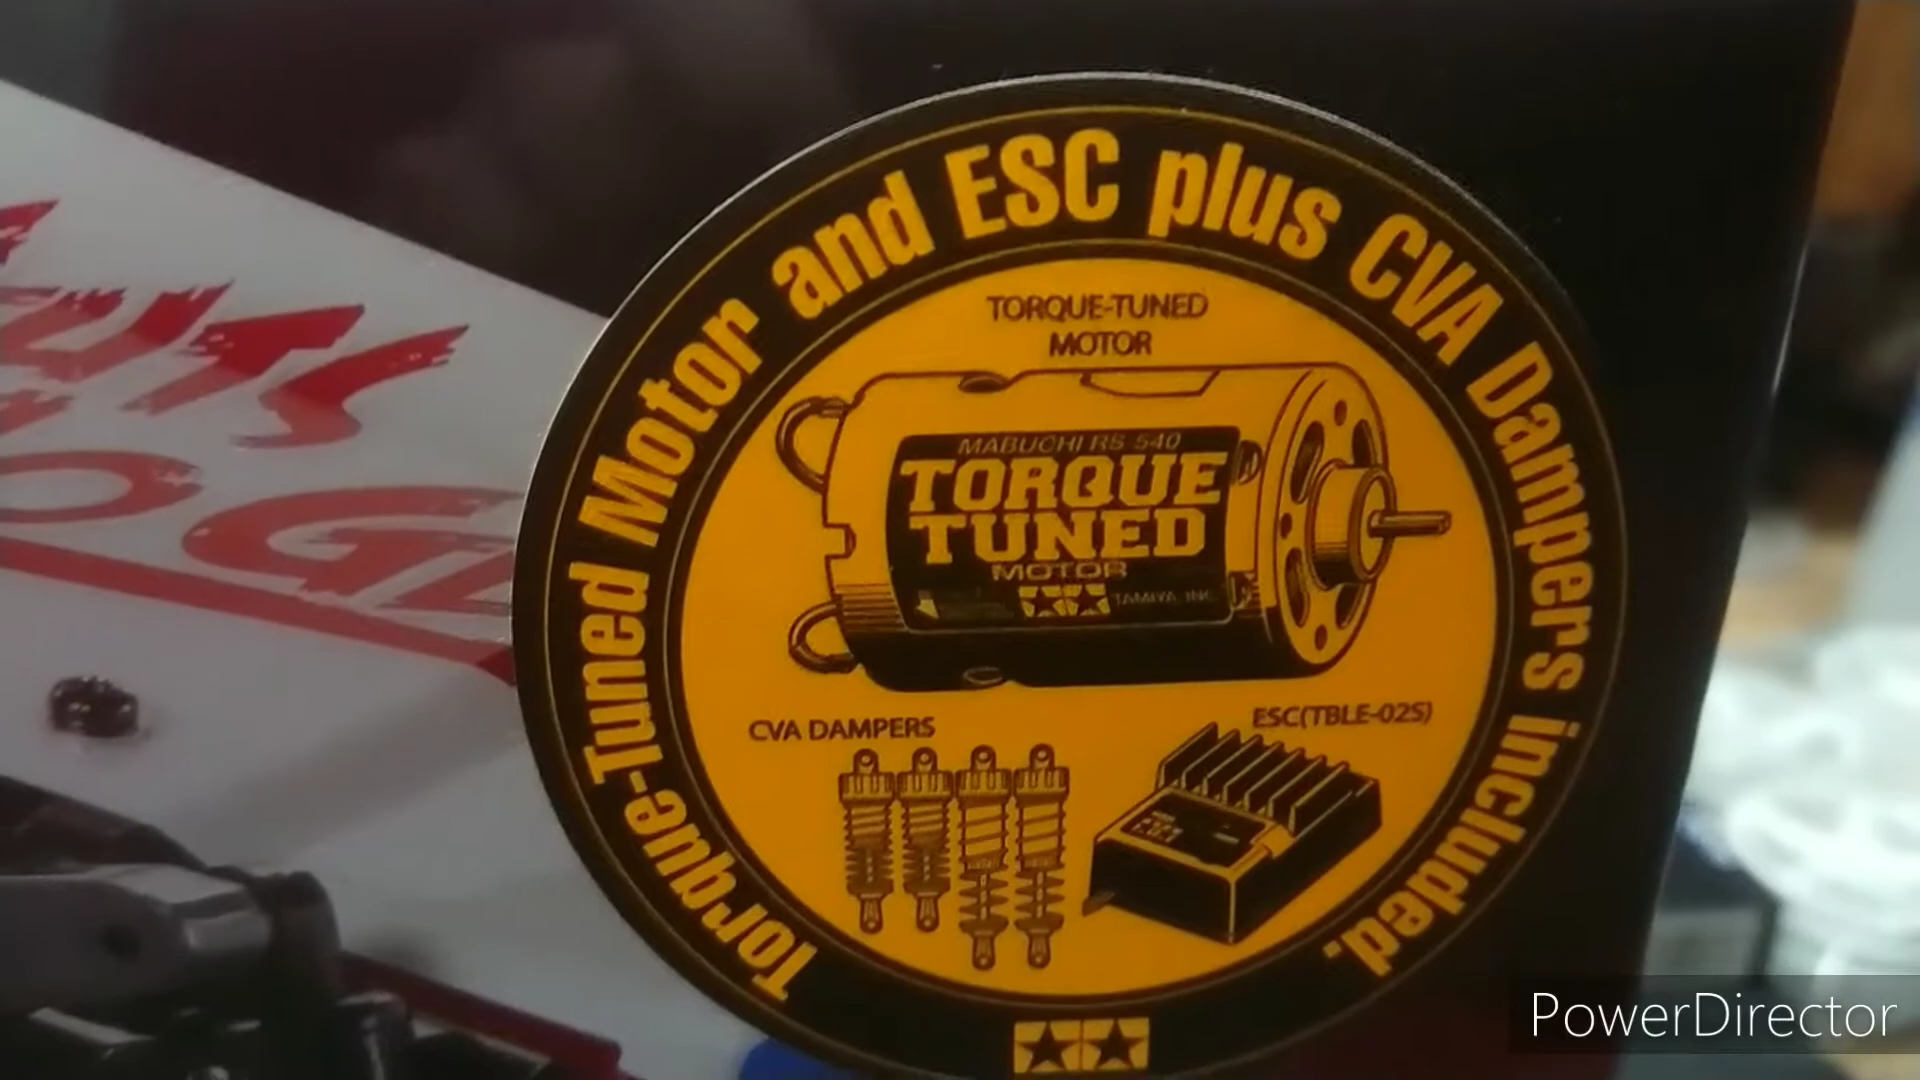 Torque-Tuned Motor and ESC plus CVA Dampers included.
TORQUE-TUNED
MOTOR
MABUCHI RS-540
TORQUE
TUNED
MOTOR
TAMIYA, INC.
CVA DAMPERS
ESC(TBLE-02S)
PowerDirector